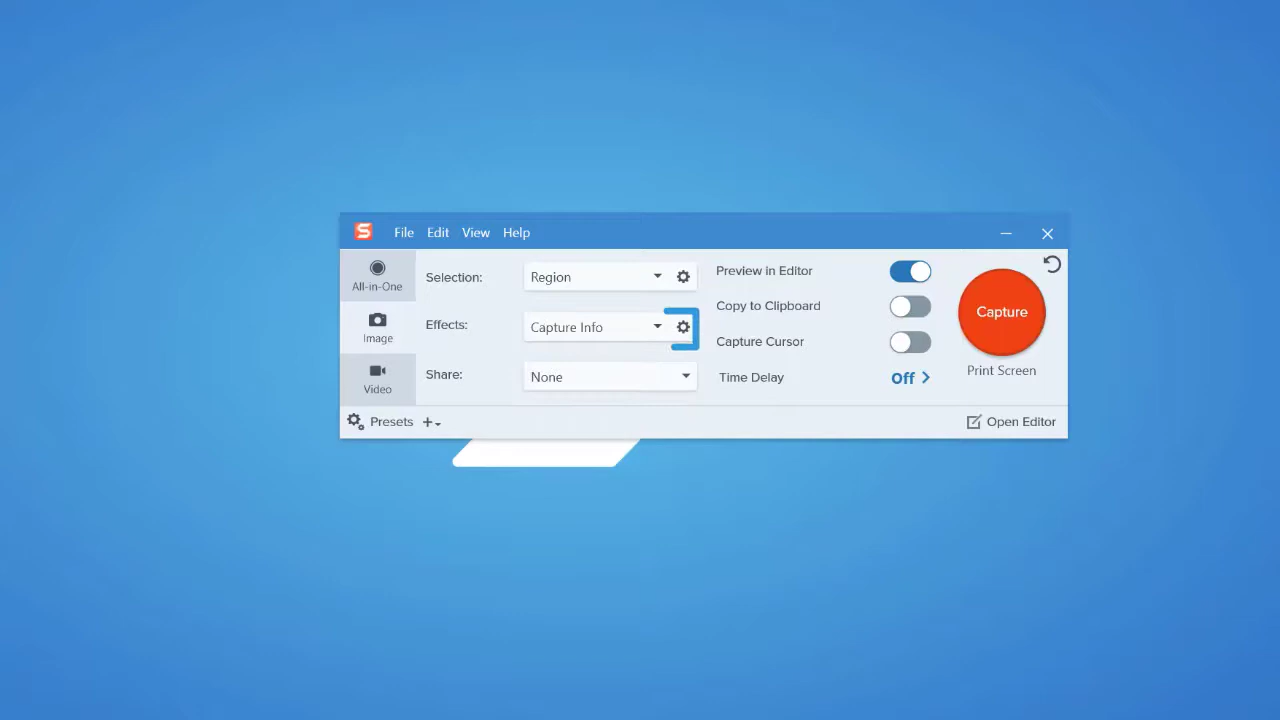 S File Edit View Help
All-in-One
Image
Video
Selection: Region
Effects: Capture Info
Share: None
Preview in Editor
Copy to Clipboard
Capture Cursor
Time Delay Off
Capture
Print Screen
Presets
Open Editor